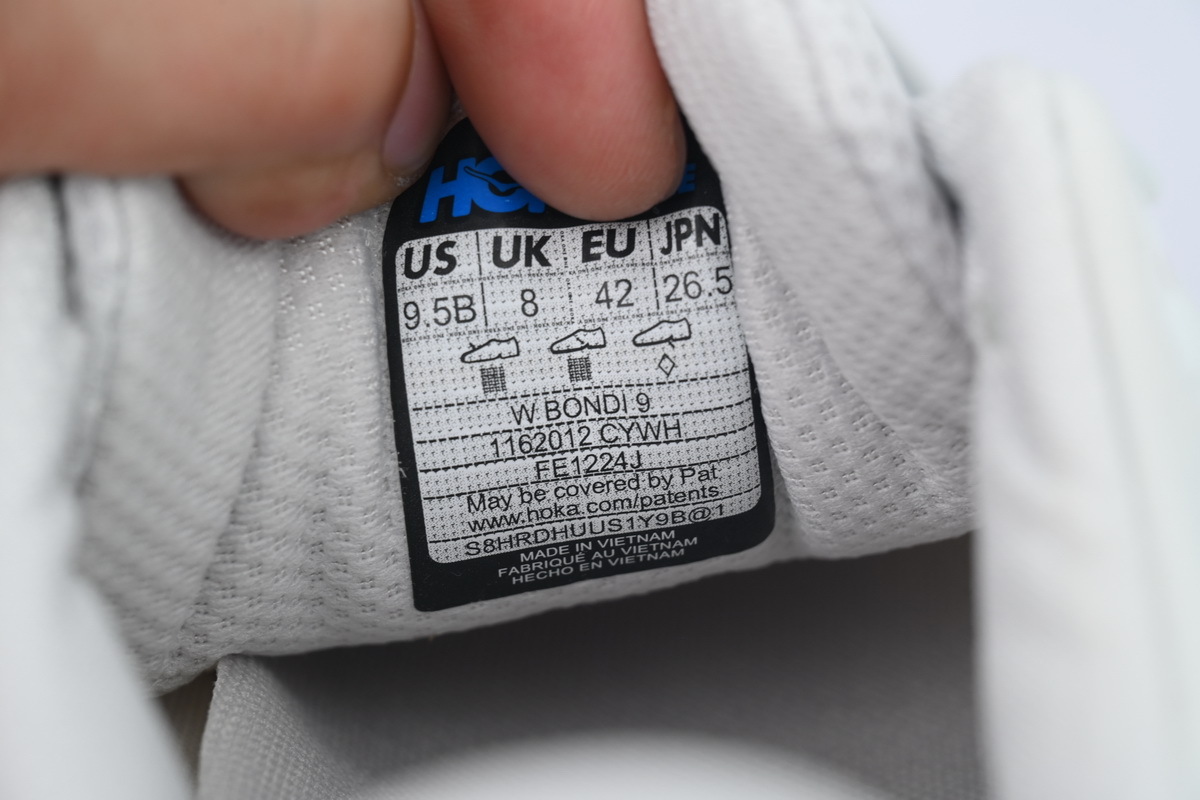 US UK EU JPN
9.5B 8 42 26.5
W BONDI 9
1162012 CYWH
FE1224J
May be covered by Pat
www.hoka.com/patents
S8HRDHUUS1Y9B@1
MADE IN VIETNAM
FABRIQUÉ AU VIETNAM
HECHO EN VIETNAM